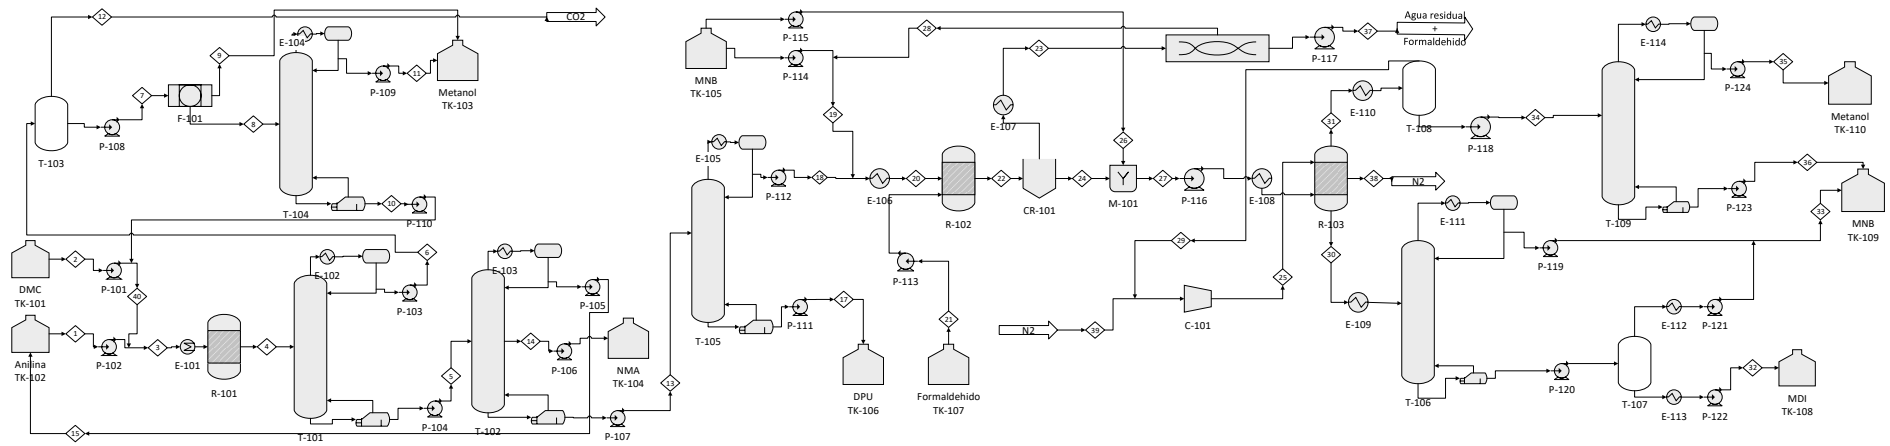 12
CO2
E-104
9
11
P-109
Metanol
TK-103
7
F-101
8
P-108
T-103
10
P-110
T-104
6
2
DMC
TK-101
P-101
40
E-102
P-103
E-103
P-105
1
Anilina
TK-102
P-102
3
E-101
4
R-101
5
14
P-106
NMA
TK-104
13
15
T-101
P-104
T-102
P-107
P-115
MNB
TK-105
P-114
28
23
P-117
37
Agua residual
+
Formaldehido
19
E-107
26
E-105
P-112
18
E-106
20
R-102
22
CR-101
24
M-101
27
P-116
E-108
29
P-113
17
P-111
T-105
21
DPU
TK-106
Formaldehido
TK-107
N2
39
C-101
25
E-110
31
T-108
P-118
34
R-103
38
N2
30
E-109
E-114
P-124
35
Metanol
TK-110
36
P-123
T-109
33
MNB
TK-109
E-111
P-119
E-112
P-121
T-106
P-120
T-107
E-113
P-122
32
MDI
TK-108